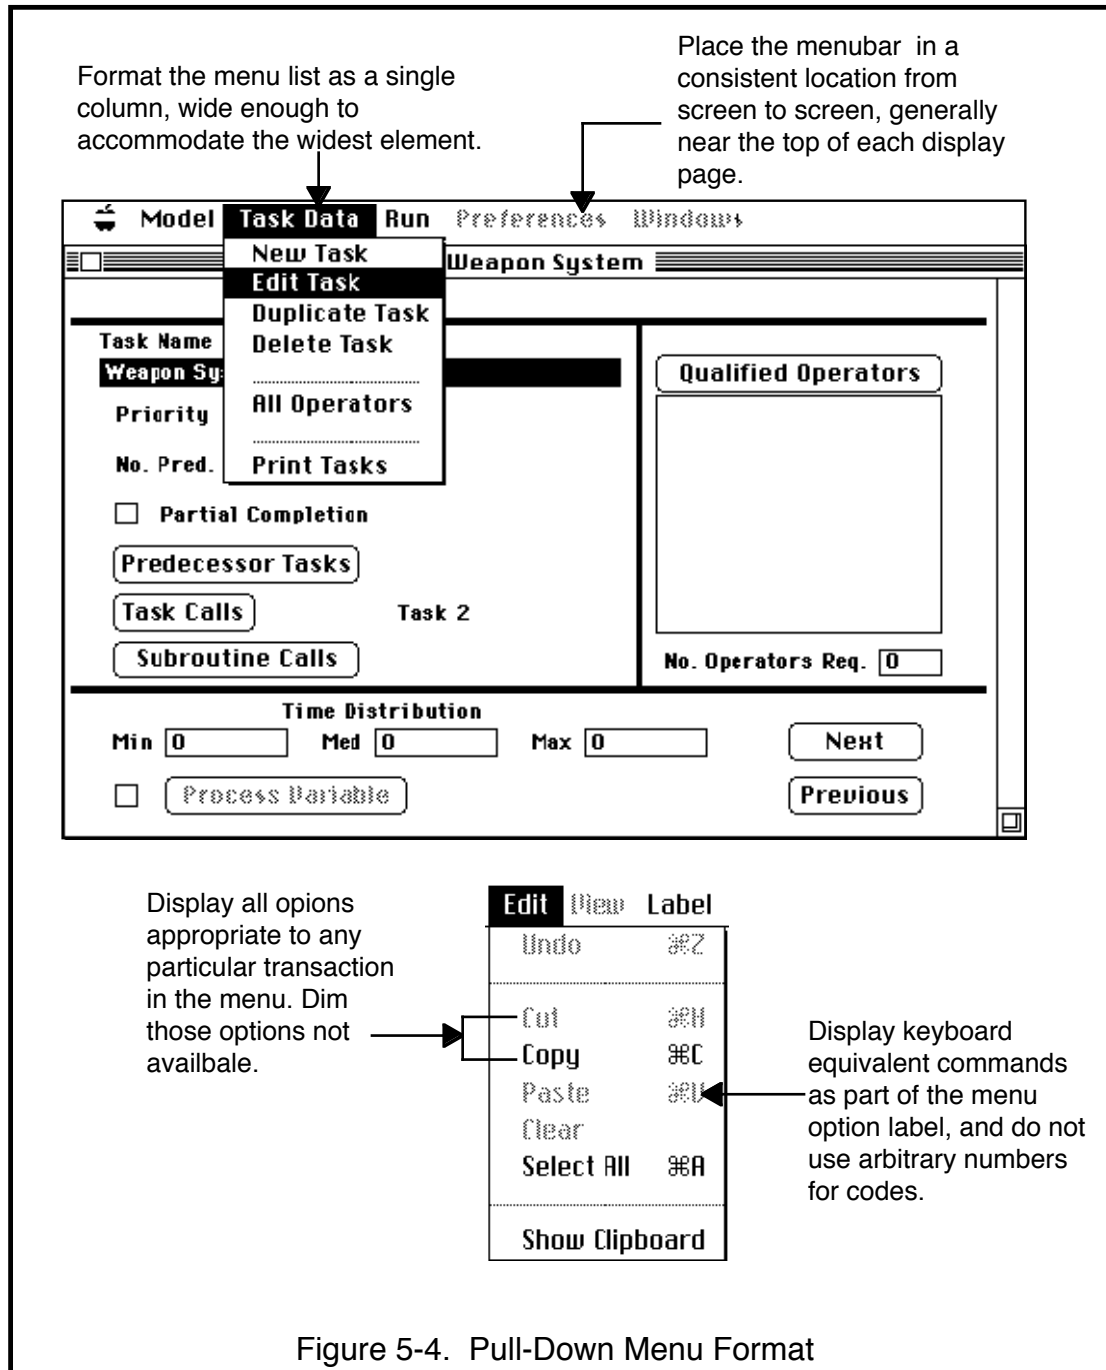 Format the menu list as a single
column, wide enough to
accommodate the widest element.
Place the menubar in a
consistent location from
screen to screen, generally
near the top of each display
page.
Model Task Data Run Preferences Windows
New Task
Edit Task
Duplicate Task
Delete Task
All Operators
Print Tasks
Weapon System
Task Name
Weapon Sy
Priority
No. Pred.
Partial Completion
Predecessor Tasks
Task Calls Task 2
Subroutine Calls
Qualified Operators
No. Operators Req. 0
Time Distribution
Min 0 Med 0 Max 0
Process Variable
Next
Previous
Display all opions
appropriate to any
particular transaction
in the menu. Dim
those options not
availbale.
Edit View Label
Undo ⌘Z
Cut ⌘X
Copy ⌘C
Paste ⌘V
Clear
Select All ⌘A
Show Clipboard
Display keyboard
equivalent commands
as part of the menu
option label, and do not
use arbitrary numbers
for codes.
Figure 5-4. Pull-Down Menu Format